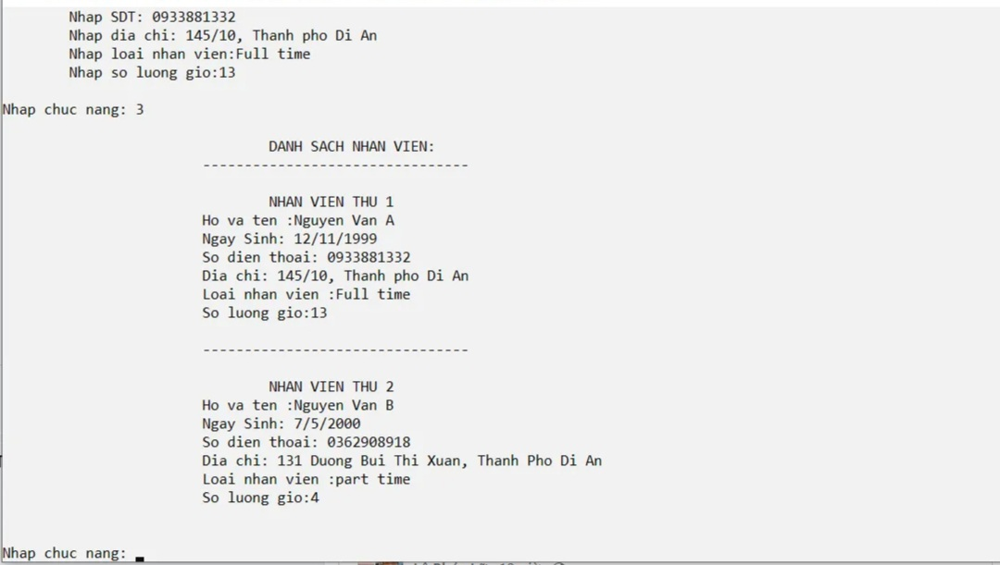 Nhap SDT: 0933881332
Nhap dia chi: 145/10, Thanh pho Di An
Nhap loai nhan vien:Full time
Nhap so luong gio:13
Nhap chuc nang: 3
DANH SACH NHAN VIEN:
--------------------------------
NHAN VIEN THU 1
Ho va ten :Nguyen Van A
Ngay Sinh: 12/11/1999
So dien thoai: 0933881332
Dia chi: 145/10, Thanh pho Di An
Loai nhan vien :Full time
So luong gio:13
--------------------------------
NHAN VIEN THU 2
Ho va ten :Nguyen Van B
Ngay Sinh: 7/5/2000
So dien thoai: 0362908918
Dia chi: 131 Duong Bui Thi Xuan, Thanh Pho Di An
Loai nhan vien :part time
So luong gio:4
Nhap chuc nang: